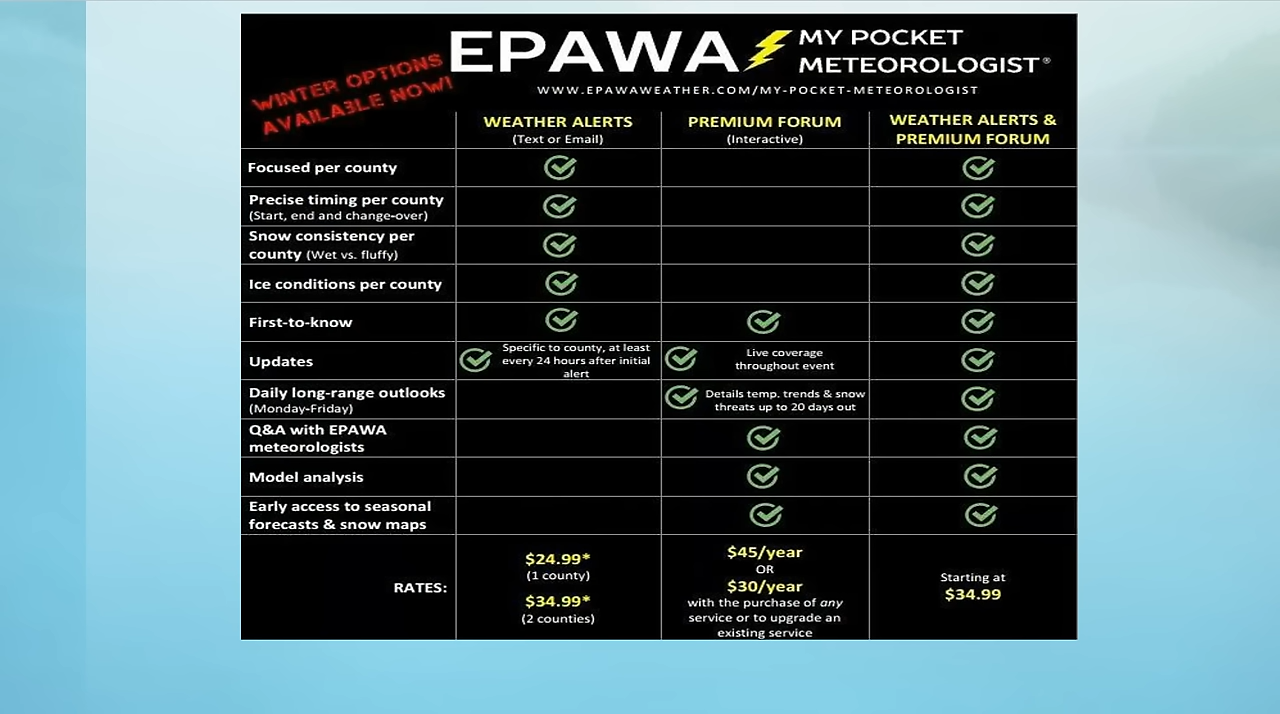 WINTER OPTIONS
AVAILABLE NOW!
EPAWA MY POCKET
METEOROLOGIST®
WWW.EPAWAWEATHER.COM/MY-POCKET-METEOROLOGIST
WEATHER ALERTS
(Text or Email)
PREMIUM FORUM
(Interactive)
WEATHER ALERTS &
PREMIUM FORUM
Focused per county
Precise timing per county
(Start, end and change-over)
Snow consistency per
county (Wet vs. fluffy)
Ice conditions per county
First-to-know
Updates
Specific to county, at least
every 24 hours after initial
alert
Live coverage
throughout event
Daily long-range outlooks
(Monday-Friday)
Details temp. trends & snow
threats up to 20 days out
Q&A with EPAWA
meteorologists
Model analysis
Early access to seasonal
forecasts & snow maps
RATES:
$24.99*
(1 county)
$34.99*
(2 counties)
$45/year
OR
$30/year
with the purchase of any
service or to upgrade an
existing service
Starting at
$34.99